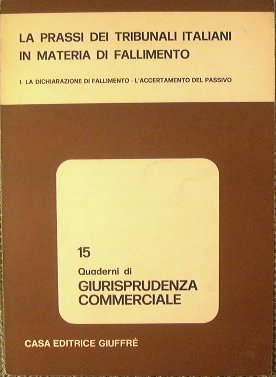 LA PRASSI DEI TRIBUNALI ITALIANI
IN MATERIA DI FALLIMENTO
1. LA DICHIARAZIONE DI FALLIMENTO - L'ACCERTAMENTO DEL PASSIVO
15
Quaderni di
GIURISPRUDENZA
COMMERCIALE
CASA EDITRICE GIUFFRÈ